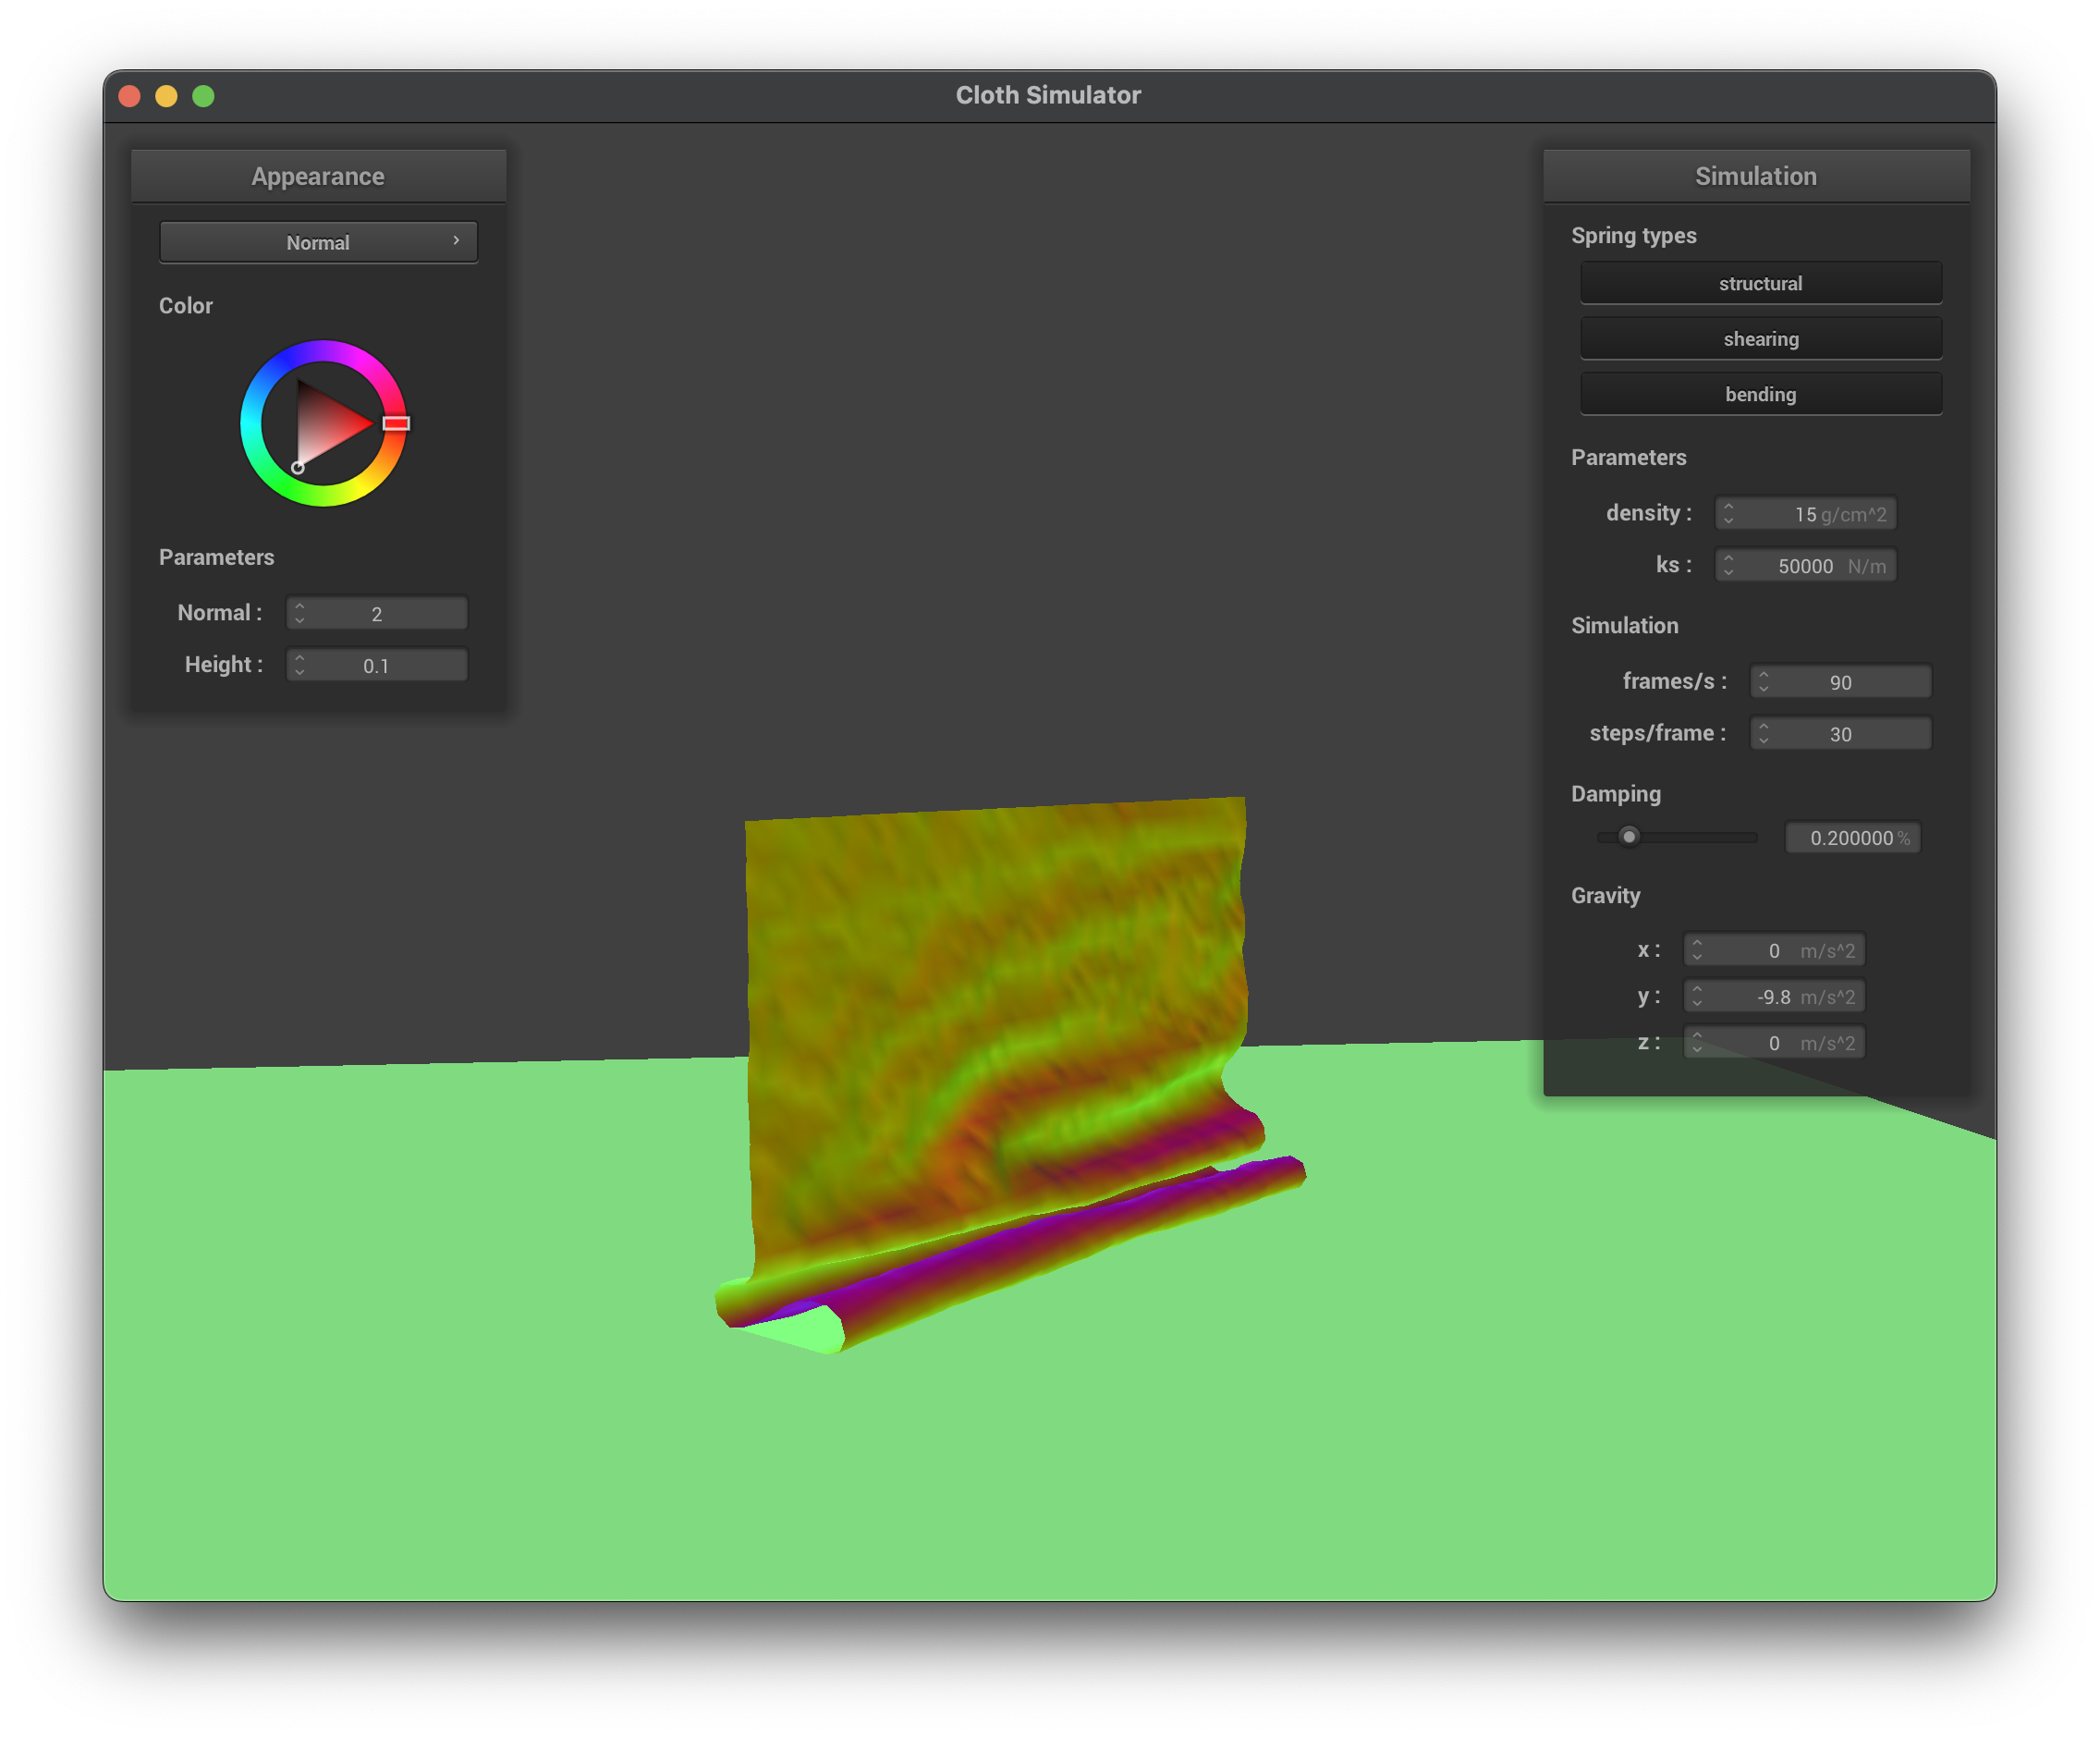 Cloth Simulator
Appearance
Normal
Color
Parameters
Normal : 2
Height : 0.1
Simulation
Spring types
structural
shearing
bending
Parameters
density : 15 g/cm^2
ks : 50000 N/m
Simulation
frames/s : 90
steps/frame : 30
Damping
0.200000 %
Gravity
x : 0 m/s^2
y : -9.8 m/s^2
z : 0 m/s^2